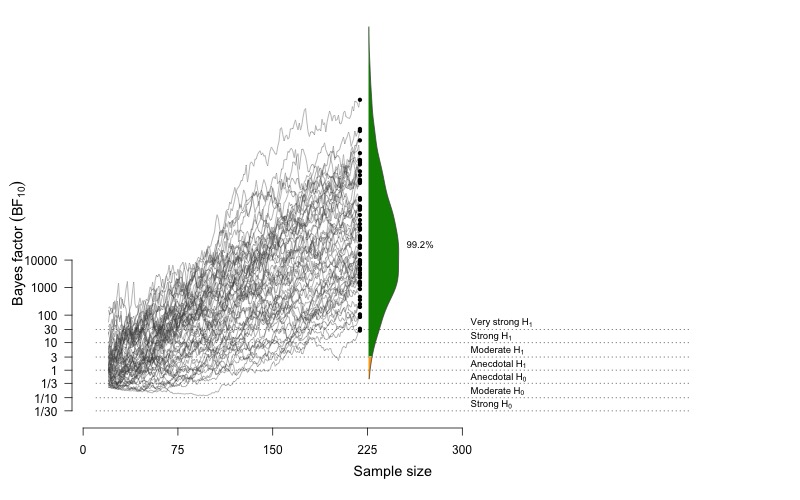 Bayes factor (BF10)
10000
1000
100
30
10
3
1
1/3
1/10
1/30
99.2%
Very strong H1
Strong H1
Moderate H1
Anecdotal H1
Anecdotal H0
Moderate H0
Strong H0
0 75 150 225 300
Sample size